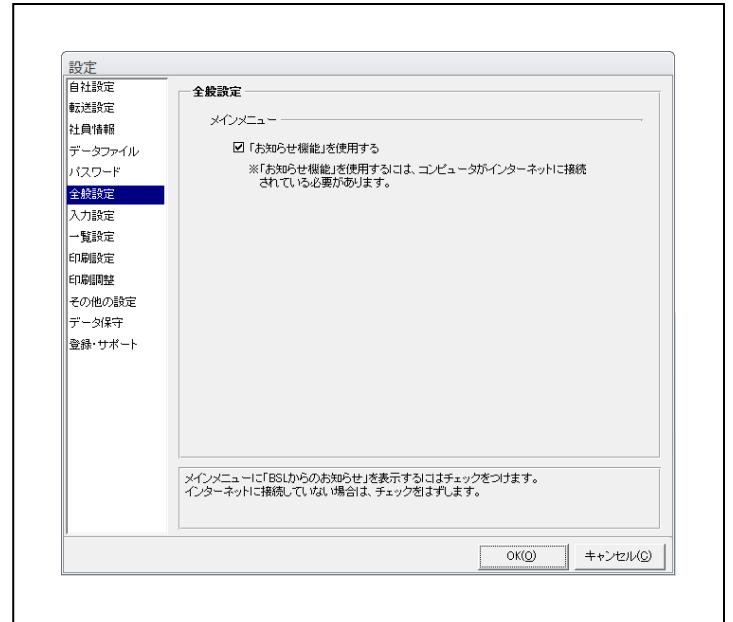 設定
自社設定
転送設定
社員情報
データファイル
パスワード
全般設定
入力設定
一覧設定
印刷設定
印刷調整
その他の設定
データ保守
登録・サポート
全般設定
メインメニュー
「お知らせ機能」を使用する
※「お知らせ機能」を使用するには、コンピュータがインターネットに接続
されている必要があります。
メインメニューに「BSLからのお知らせ」を表示するにはチェックをつけます。
インターネットに接続していない場合は、チェックをはずします。
OK(O)
キャンセル(C)